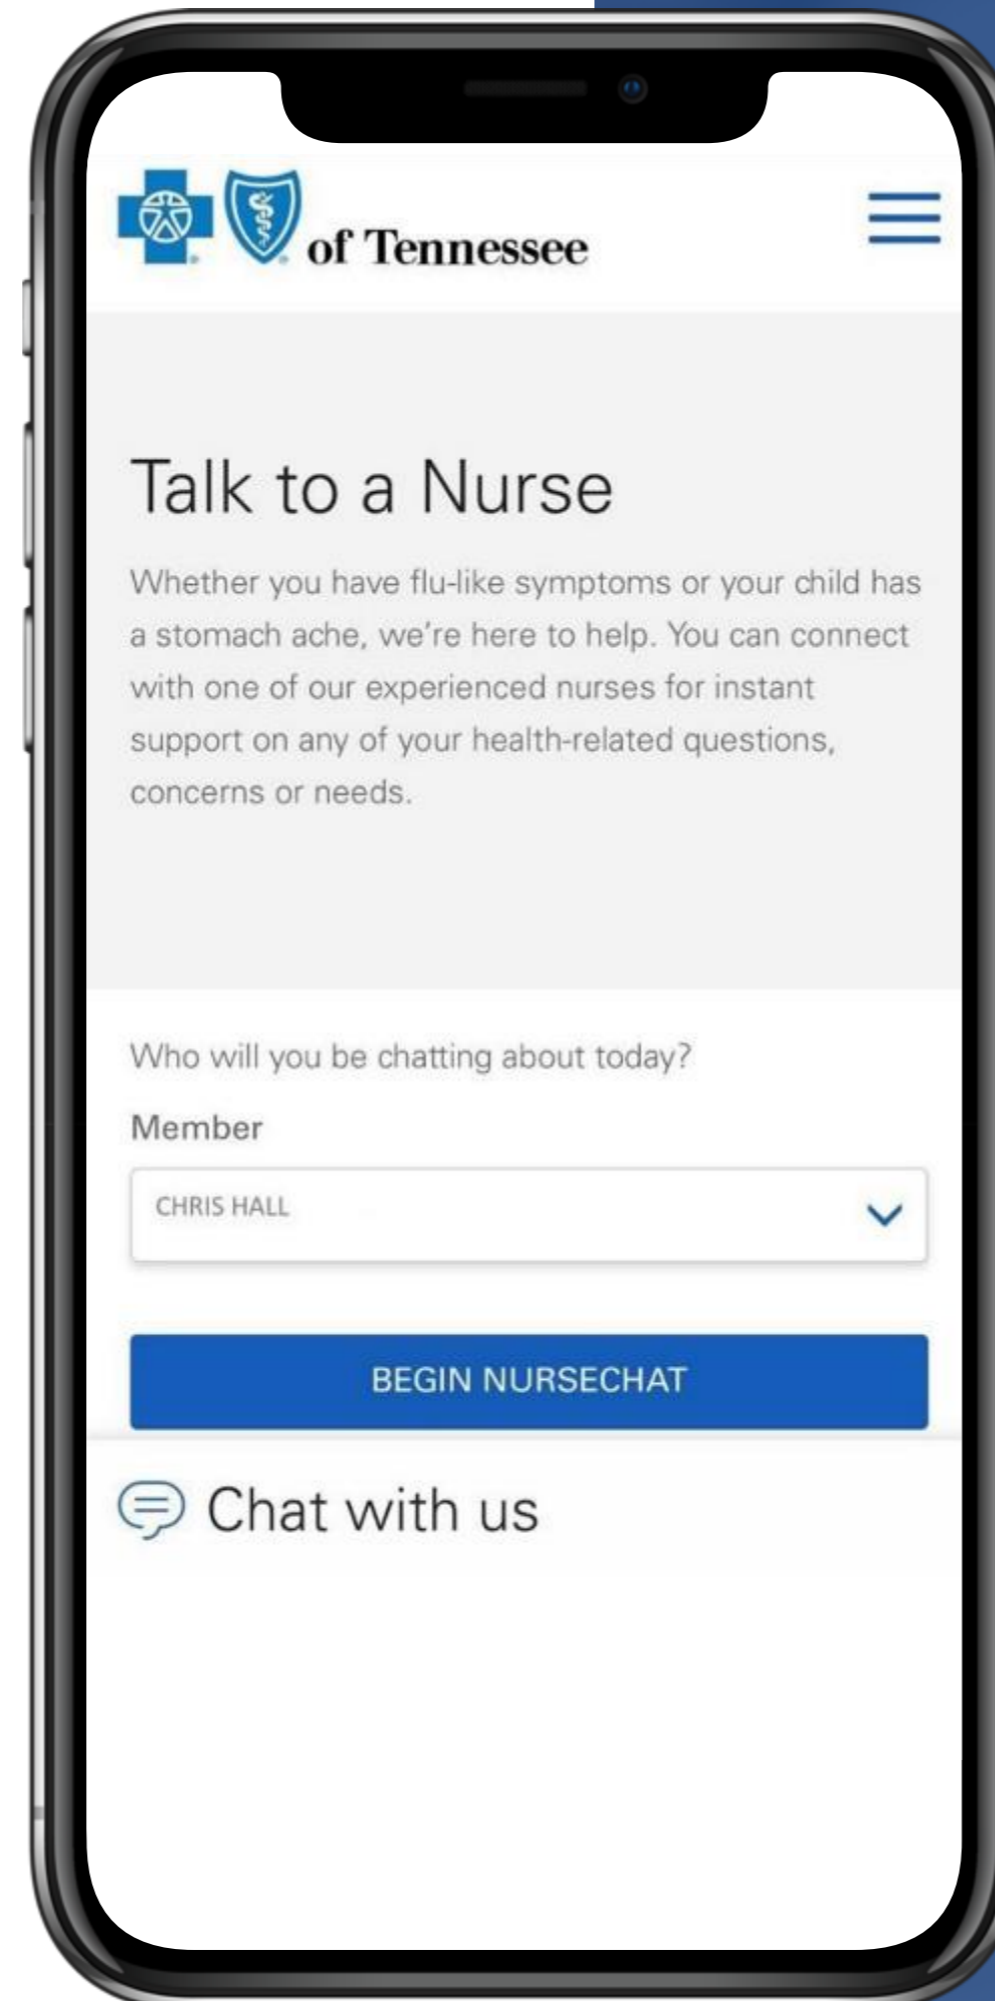 of Tennessee
Talk to a Nurse
Whether you have flu-like symptoms or your child has
a stomach ache, we're here to help. You can connect
with one of our experienced nurses for instant
support on any of your health-related questions,
concerns or needs.
Who will you be chatting about today?
Member
CHRIS HALL
BEGIN NURSECHAT
Chat with us